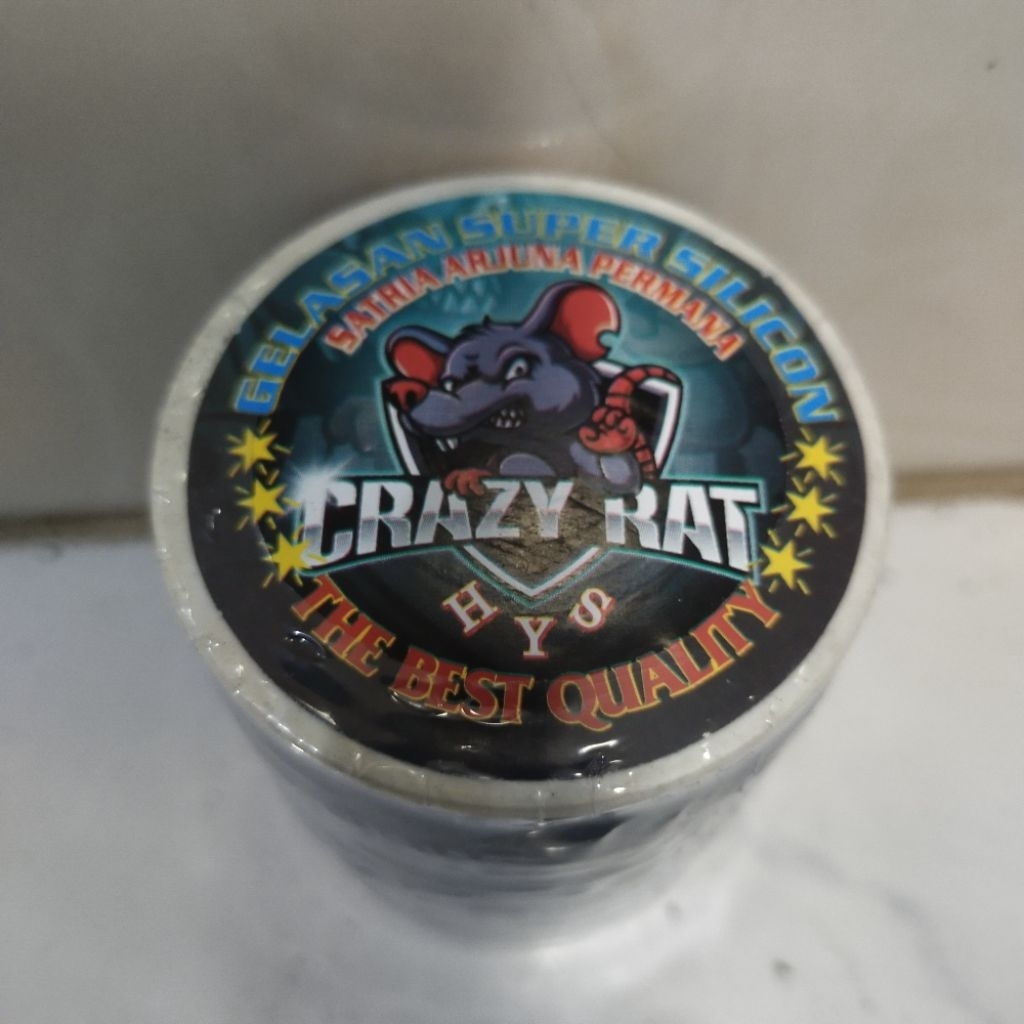 GELASAN SUPER SILICON
SATRIA ARJUNA PERMANA
CRAZY RAT
HYS
THE BEST QUALITY